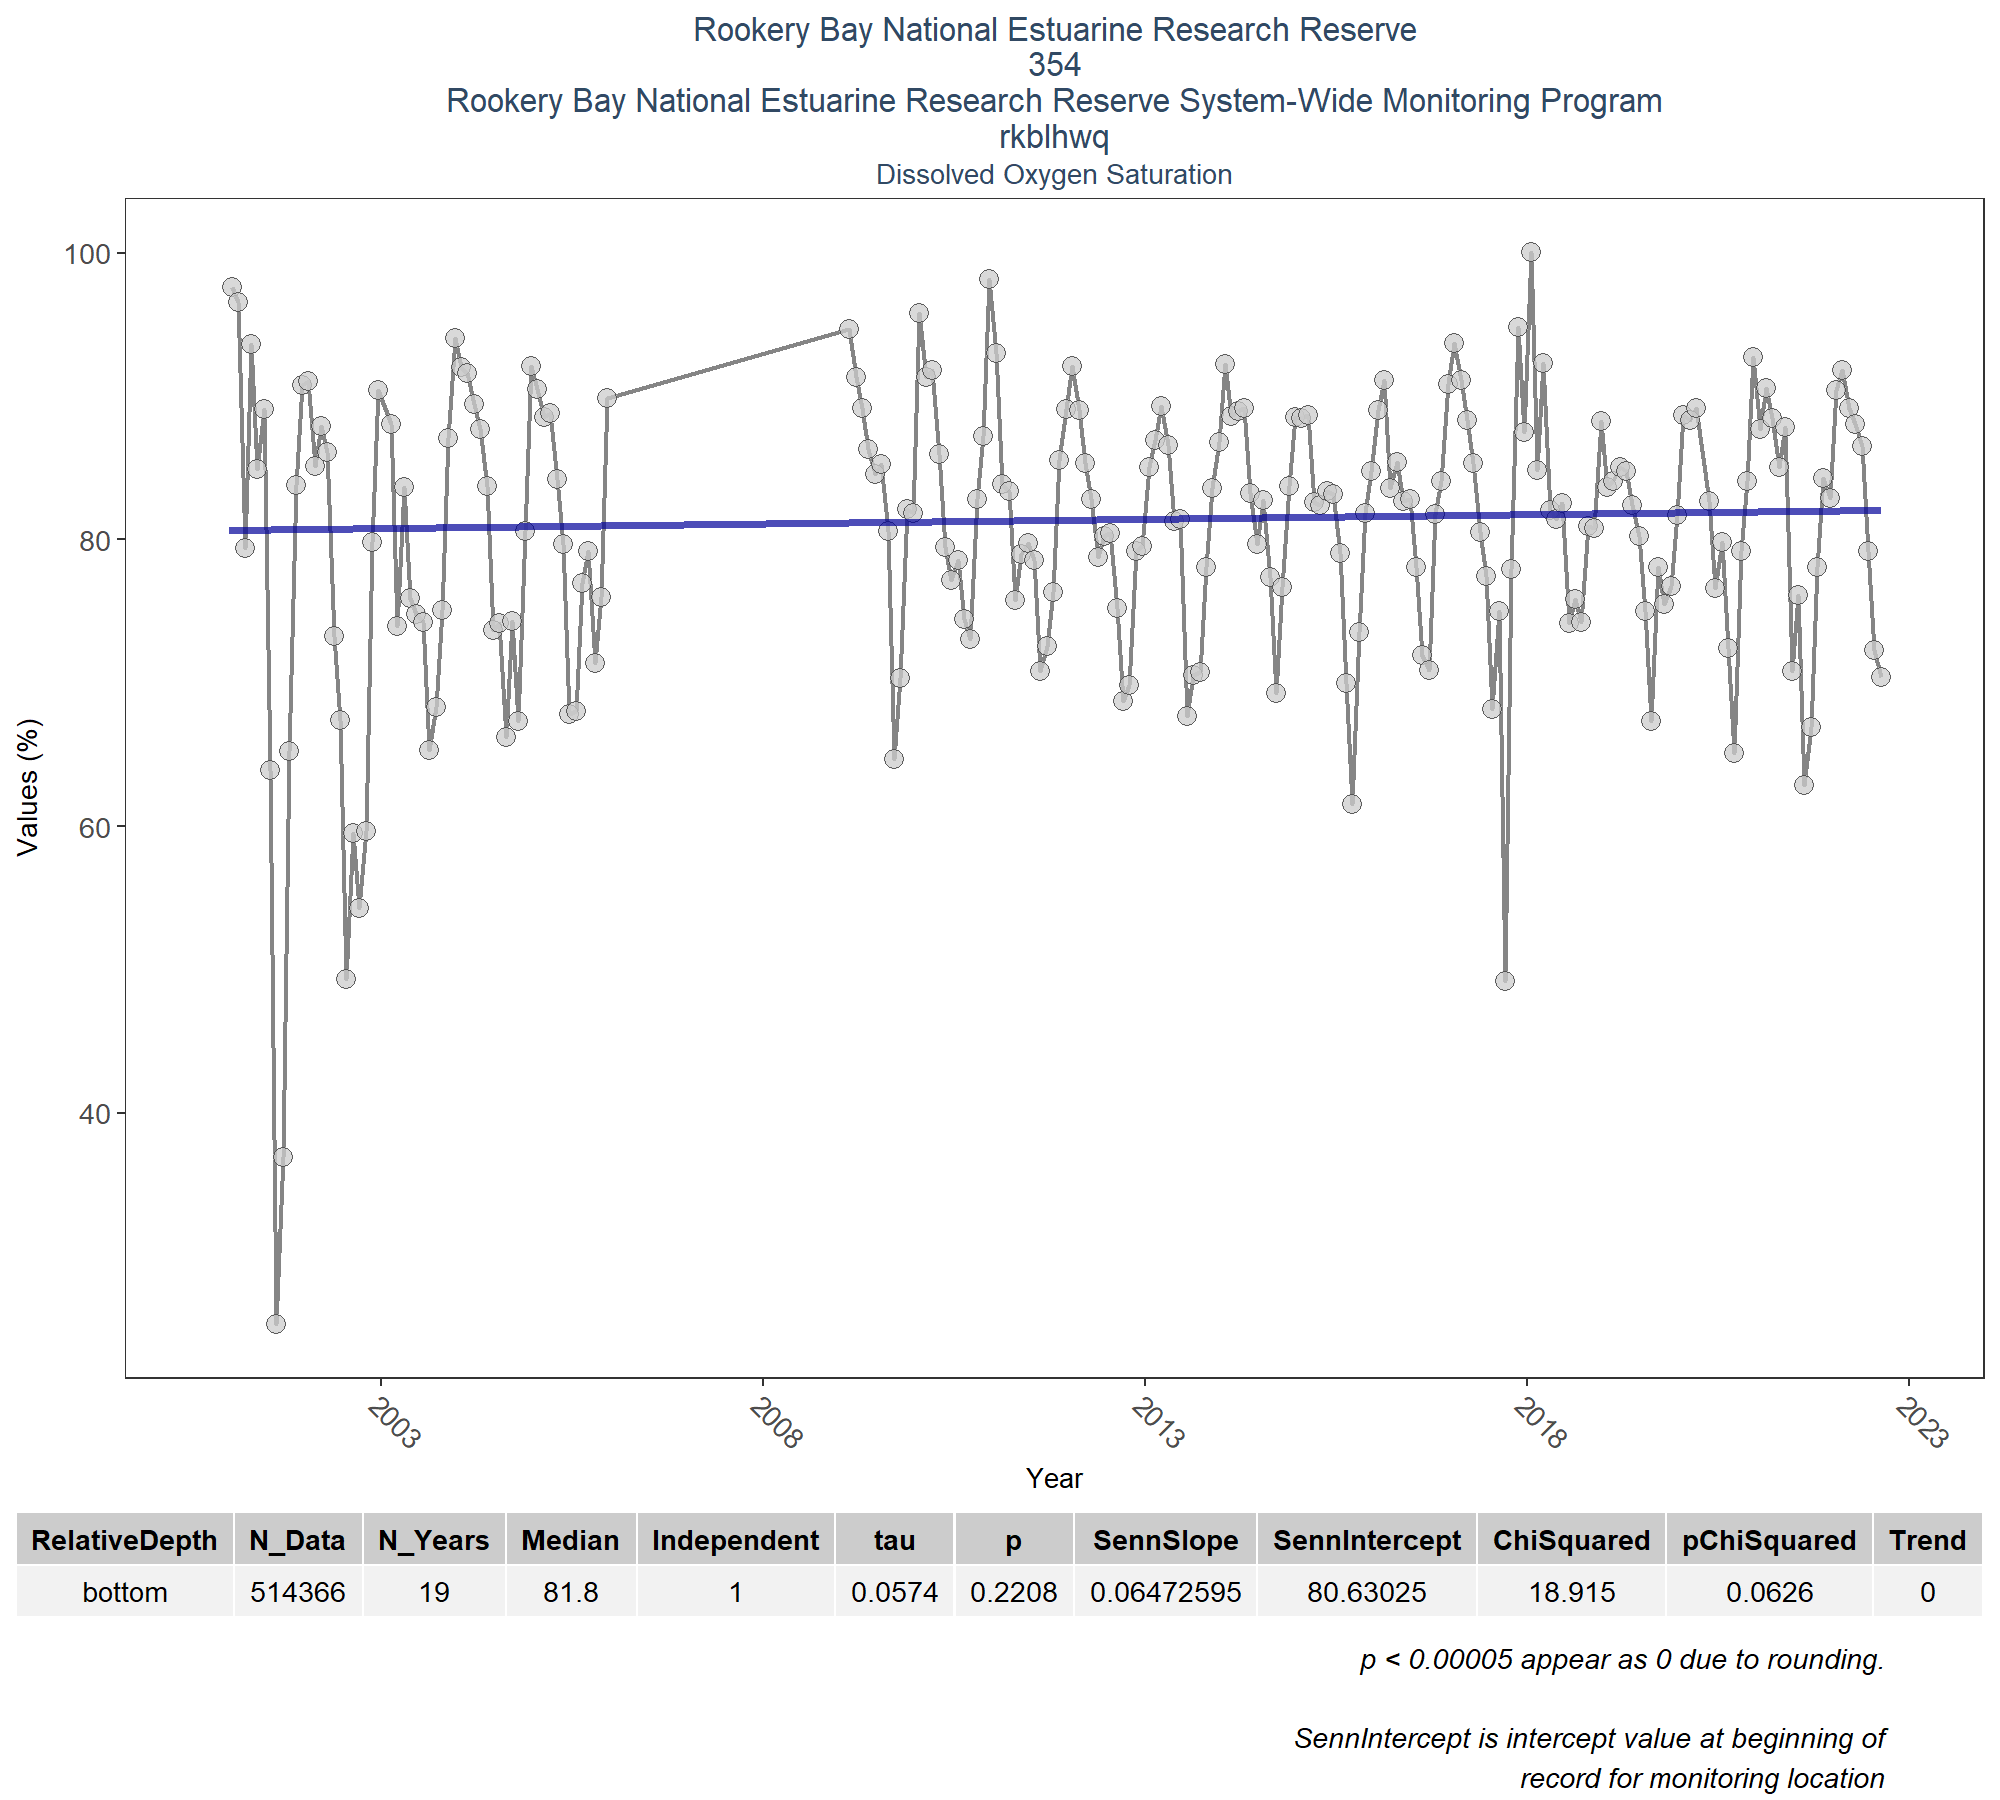 Rookery Bay National Estuarine Research Reserve
354
Rookery Bay National Estuarine Research Reserve System-Wide Monitoring Program
rkblhwq
Dissolved Oxygen Saturation
100
80
60
40
Values (%)
2003 2008 2013 2018 2023
Year
RelativeDepth N_Data N_Years Median Independent tau p SennSlope SennIntercept ChiSquared pChiSquared Trend
bottom 514366 19 81.8 1 0.0574 0.2208 0.06472595 80.63025 18.915 0.0626 0
p < 0.00005 appear as 0 due to rounding.
SennIntercept is intercept value at beginning of
record for monitoring location